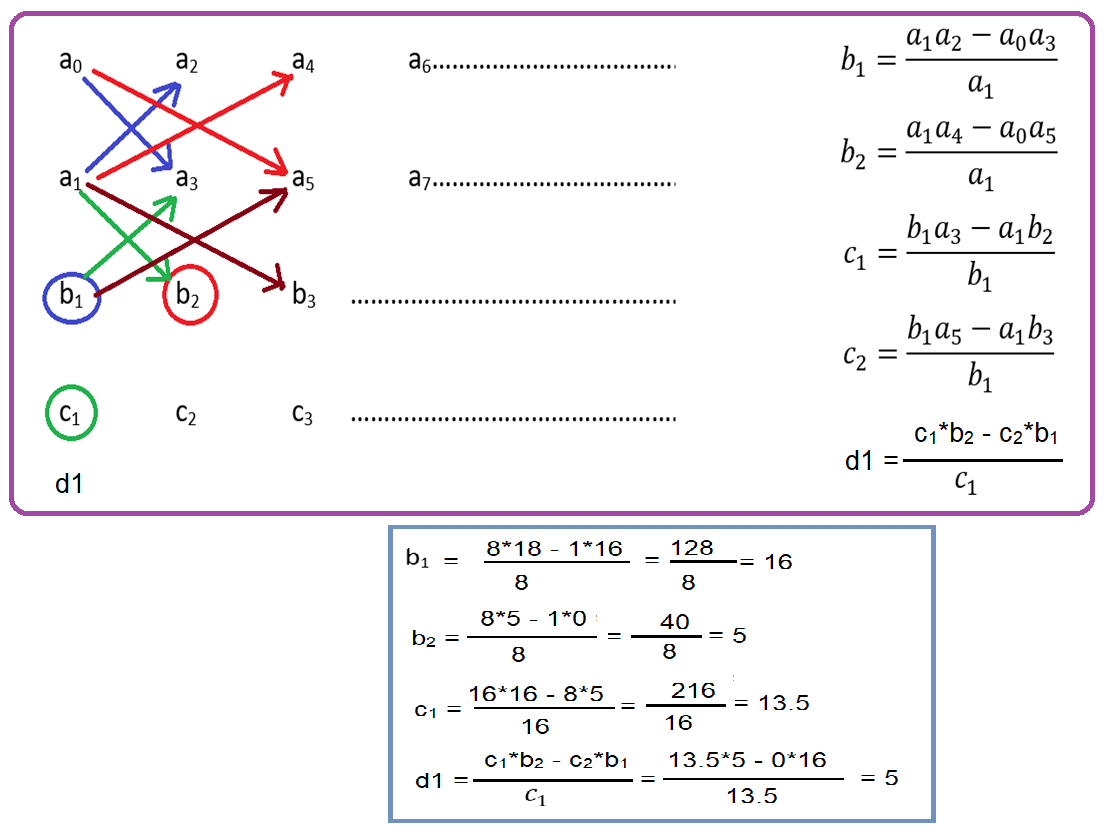 a₀ a₂ a₄ a₆..........................................
a₁ a₃ a₅ a₇..........................................
b₁ b₂ b₃ ......................................................
c₁ c₂ c₃ ......................................................
d1
b₁ = (a₁a₂ − a₀a₃) / a₁
b₂ = (a₁a₄ − a₀a₅) / a₁
c₁ = (b₁a₃ − a₁b₂) / b₁
c₂ = (b₁a₅ − a₁b₃) / b₁
d1 = (c₁*b₂ - c₂*b₁) / c₁
b₁ = (8*18 - 1*16) / 8 = 128 / 8 = 16
b₂ = (8*5 - 1*0) / 8 = 40 / 8 = 5
c₁ = (16*16 - 8*5) / 16 = 216 / 16 = 13.5
d1 = (c₁*b₂ - c₂*b₁) / c₁ = (13.5*5 - 0*16) / 13.5 = 5